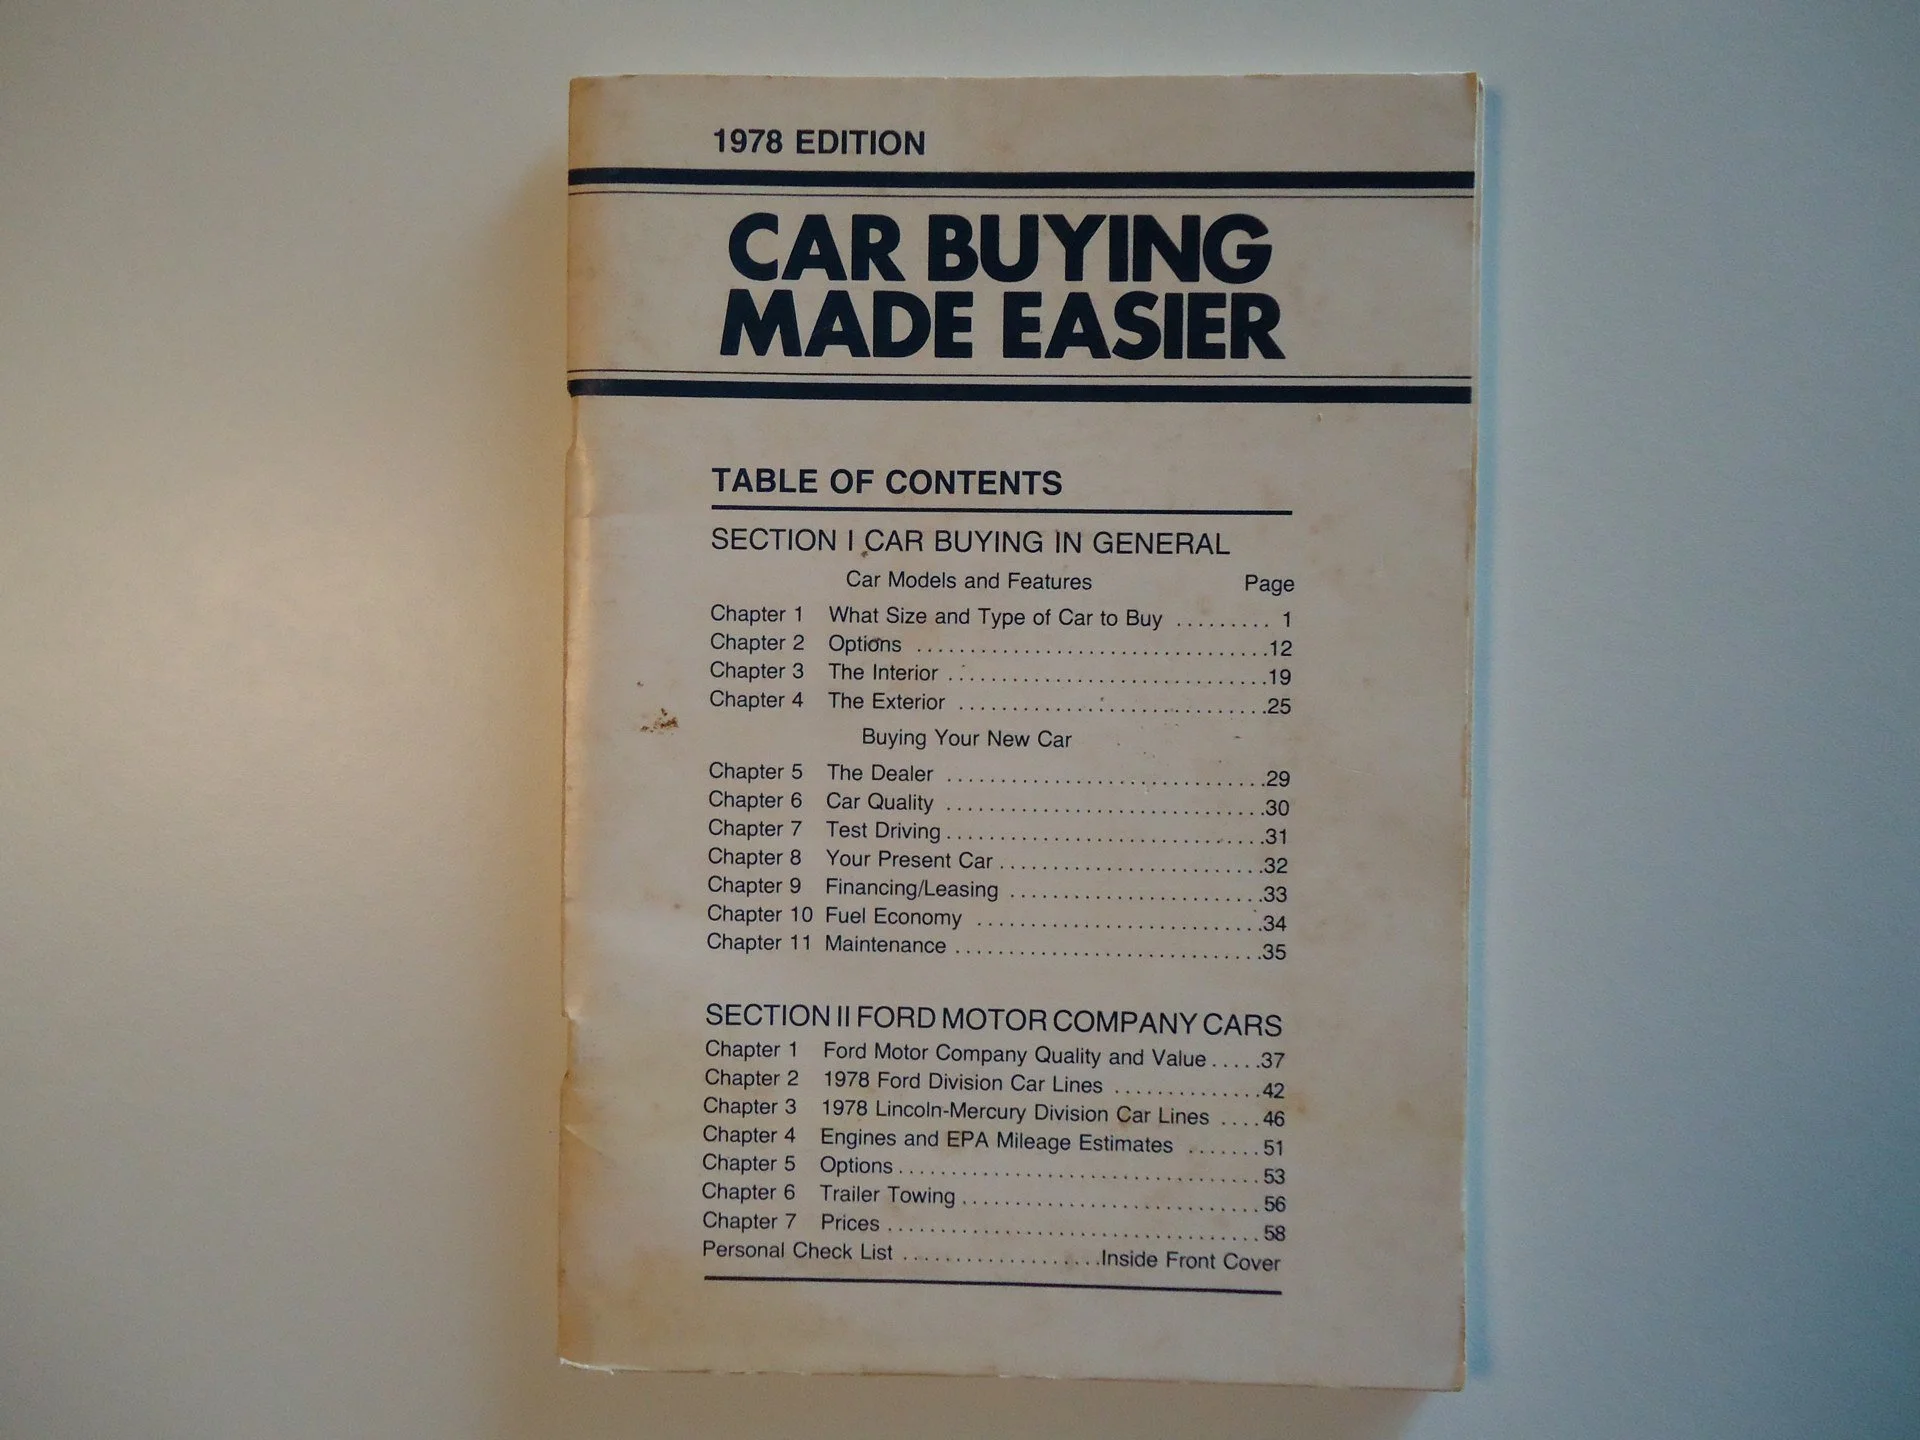 1978 EDITION
CAR BUYING
MADE EASIER
TABLE OF CONTENTS
SECTION I CAR BUYING IN GENERAL
Car Models and Features Page
Chapter 1 What Size and Type of Car to Buy ......... 1
Chapter 2 Options .................................12
Chapter 3 The Interior ..............................19
Chapter 4 The Exterior .............................25
Buying Your New Car
Chapter 5 The Dealer ..............................29
Chapter 6 Car Quality ..............................30
Chapter 7 Test Driving..............................31
Chapter 8 Your Present Car.........................32
Chapter 9 Financing/Leasing ........................33
Chapter 10 Fuel Economy ...........................34
Chapter 11 Maintenance .............................35
SECTION II FORD MOTOR COMPANY CARS
Chapter 1 Ford Motor Company Quality and Value.....37
Chapter 2 1978 Ford Division Car Lines ..............42
Chapter 3 1978 Lincoln-Mercury Division Car Lines ....46
Chapter 4 Engines and EPA Mileage Estimates .......51
Chapter 5 Options..................................53
Chapter 6 Trailer Towing............................56
Chapter 7 Prices...................................58
Personal Check List ...................Inside Front Cover